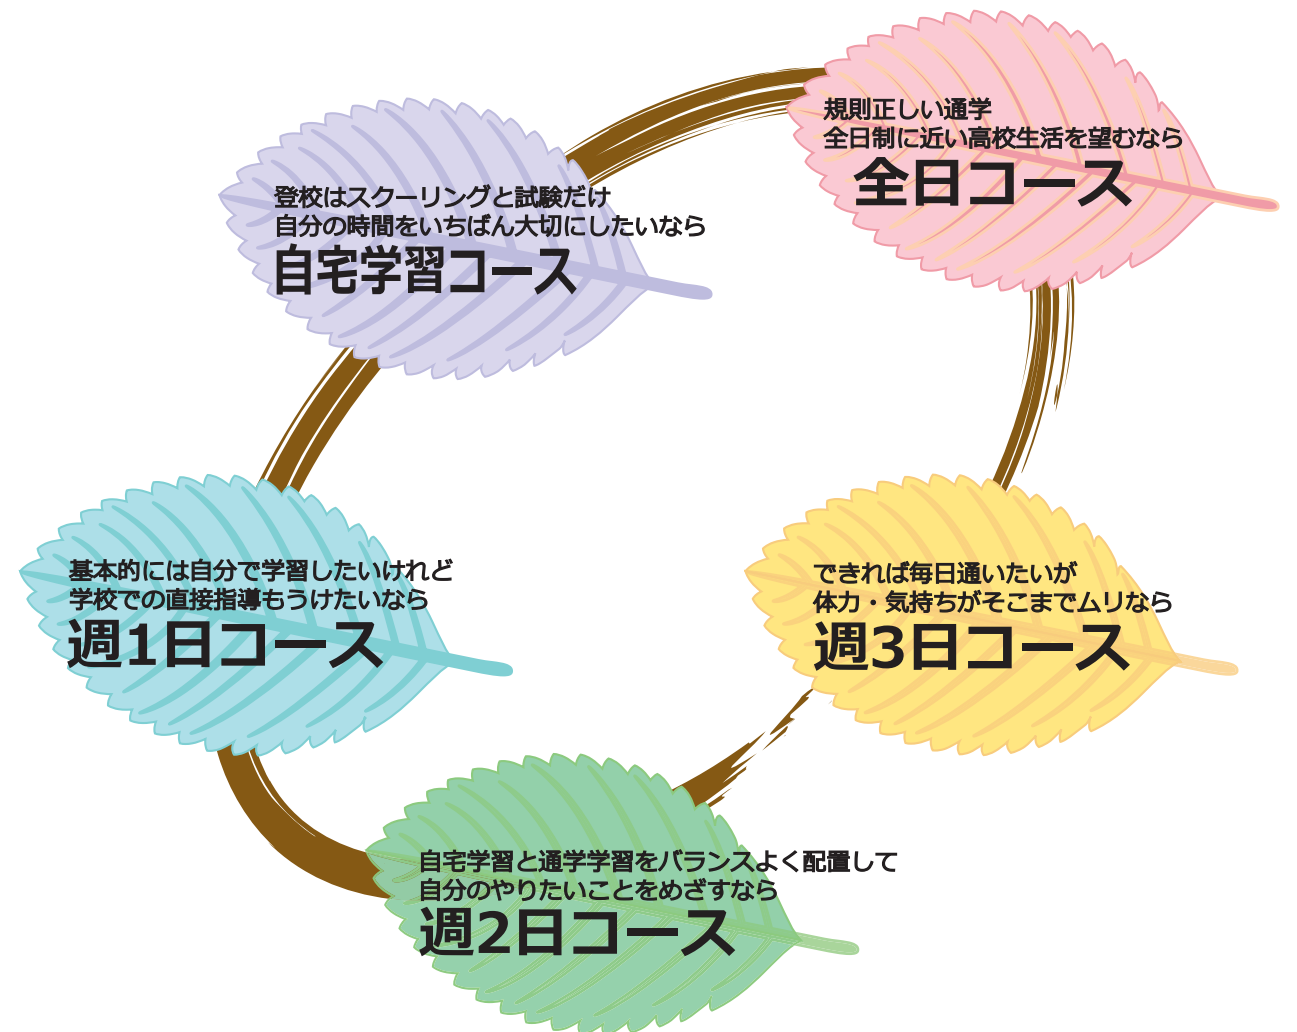 規則正しい通学
全日制に近い高校生活を望むなら
全日コース
登校はスクーリングと試験だけ
自分の時間をいちばん大切にしたいなら
自宅学習コース
基本的には自分で学習したいけれど
学校での直接指導もうけたいなら
週1日コース
できれば毎日通いたいが
体力・気持ちがそこまでムリなら
週3日コース
自宅学習と通学学習をバランスよく配置して
自分のやりたいことをめざすなら
週2日コース